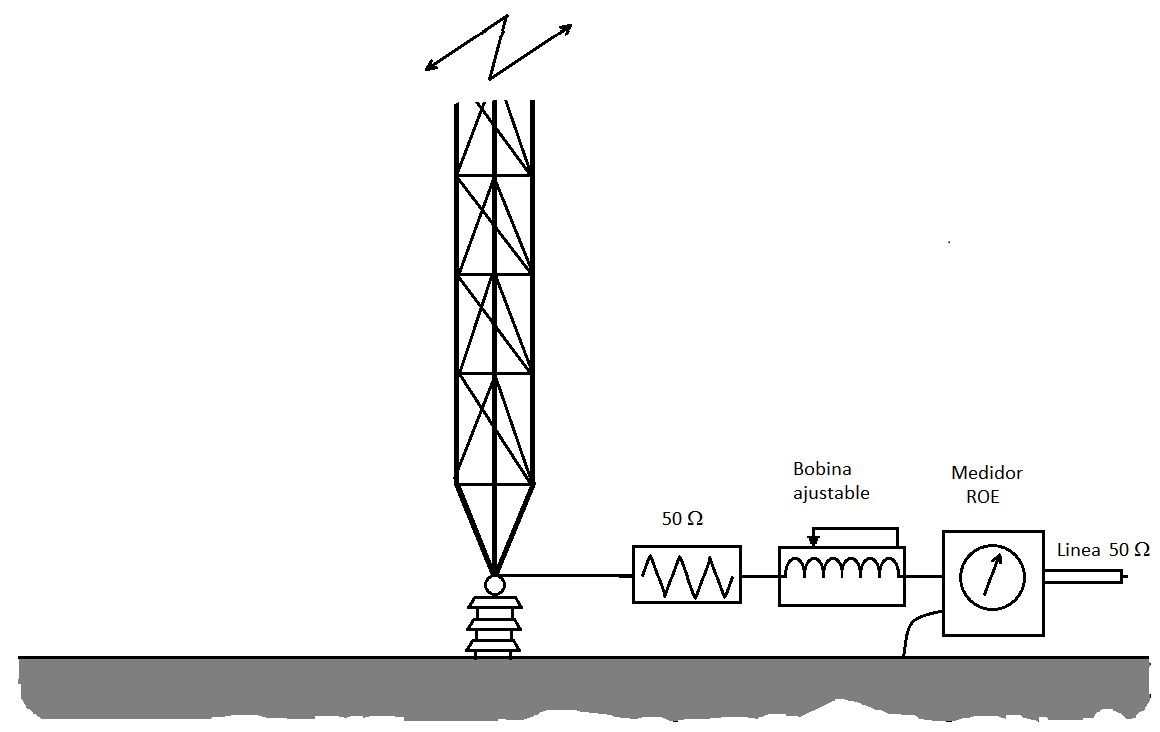 Bobina
ajustable
Medidor
ROE
50 Ω
Linea 50 Ω